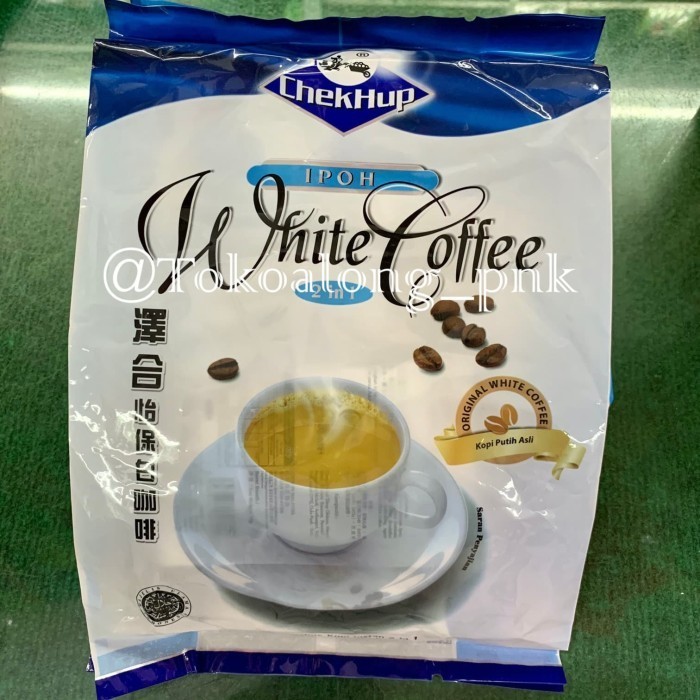 ChekHup
®
IPOH
White Coffee
@Tokoalong_pnk
2 in 1
澤合
怡保白咖啡
ORIGINAL WHITE COFFEE
Kopi Putih Asli
Saran Penyajian